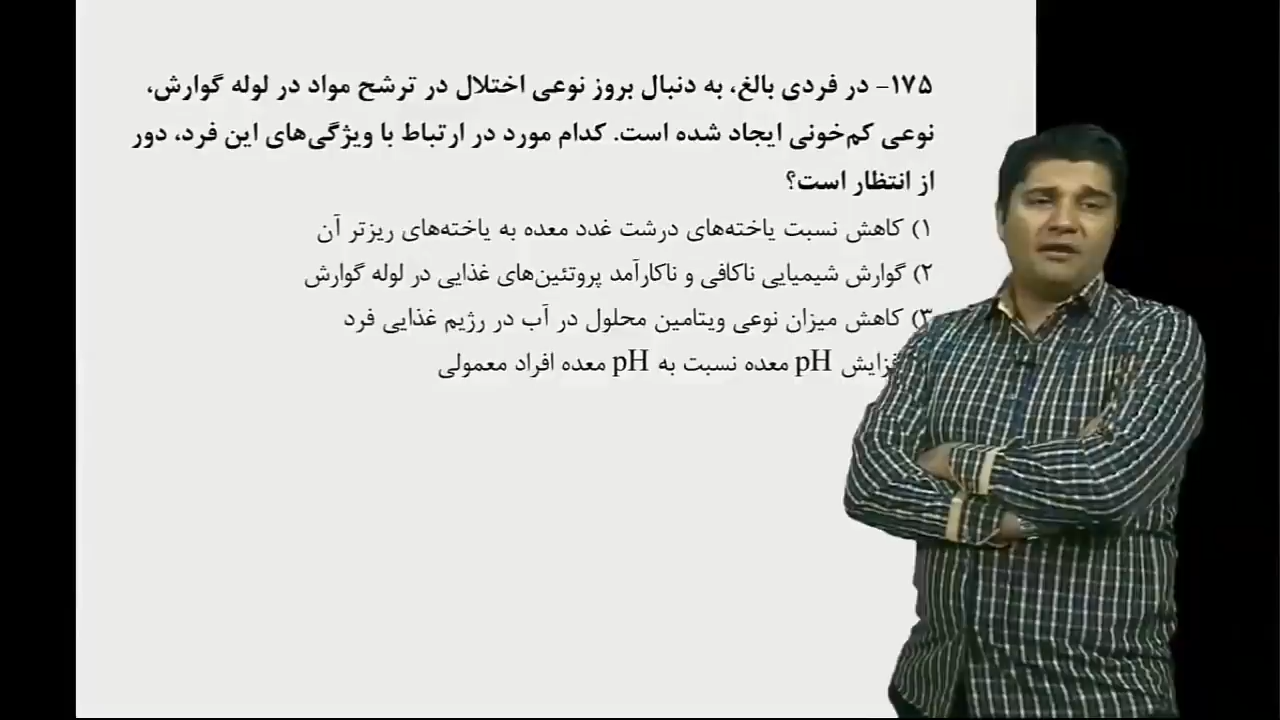 ۱۷۵- در فردی بالغ، به دنبال بروز نوعی اختلال در ترشح مواد در لوله گوارش،
نوعی کم‌خونی ایجاد شده است. کدام مورد در ارتباط با ویژگی‌های این فرد، دور
از انتظار است؟
۱) کاهش نسبت یاخته‌های درشت غدد معده به یاخته‌های ریزتر آن
۲) گوارش شیمیایی ناکافی و ناکارآمد پروتئین‌های غذایی در لوله گوارش
۳) کاهش میزان نوعی ویتامین محلول در آب در رژیم غذایی فرد
pH معده نسبت به pH معده افراد معمولی